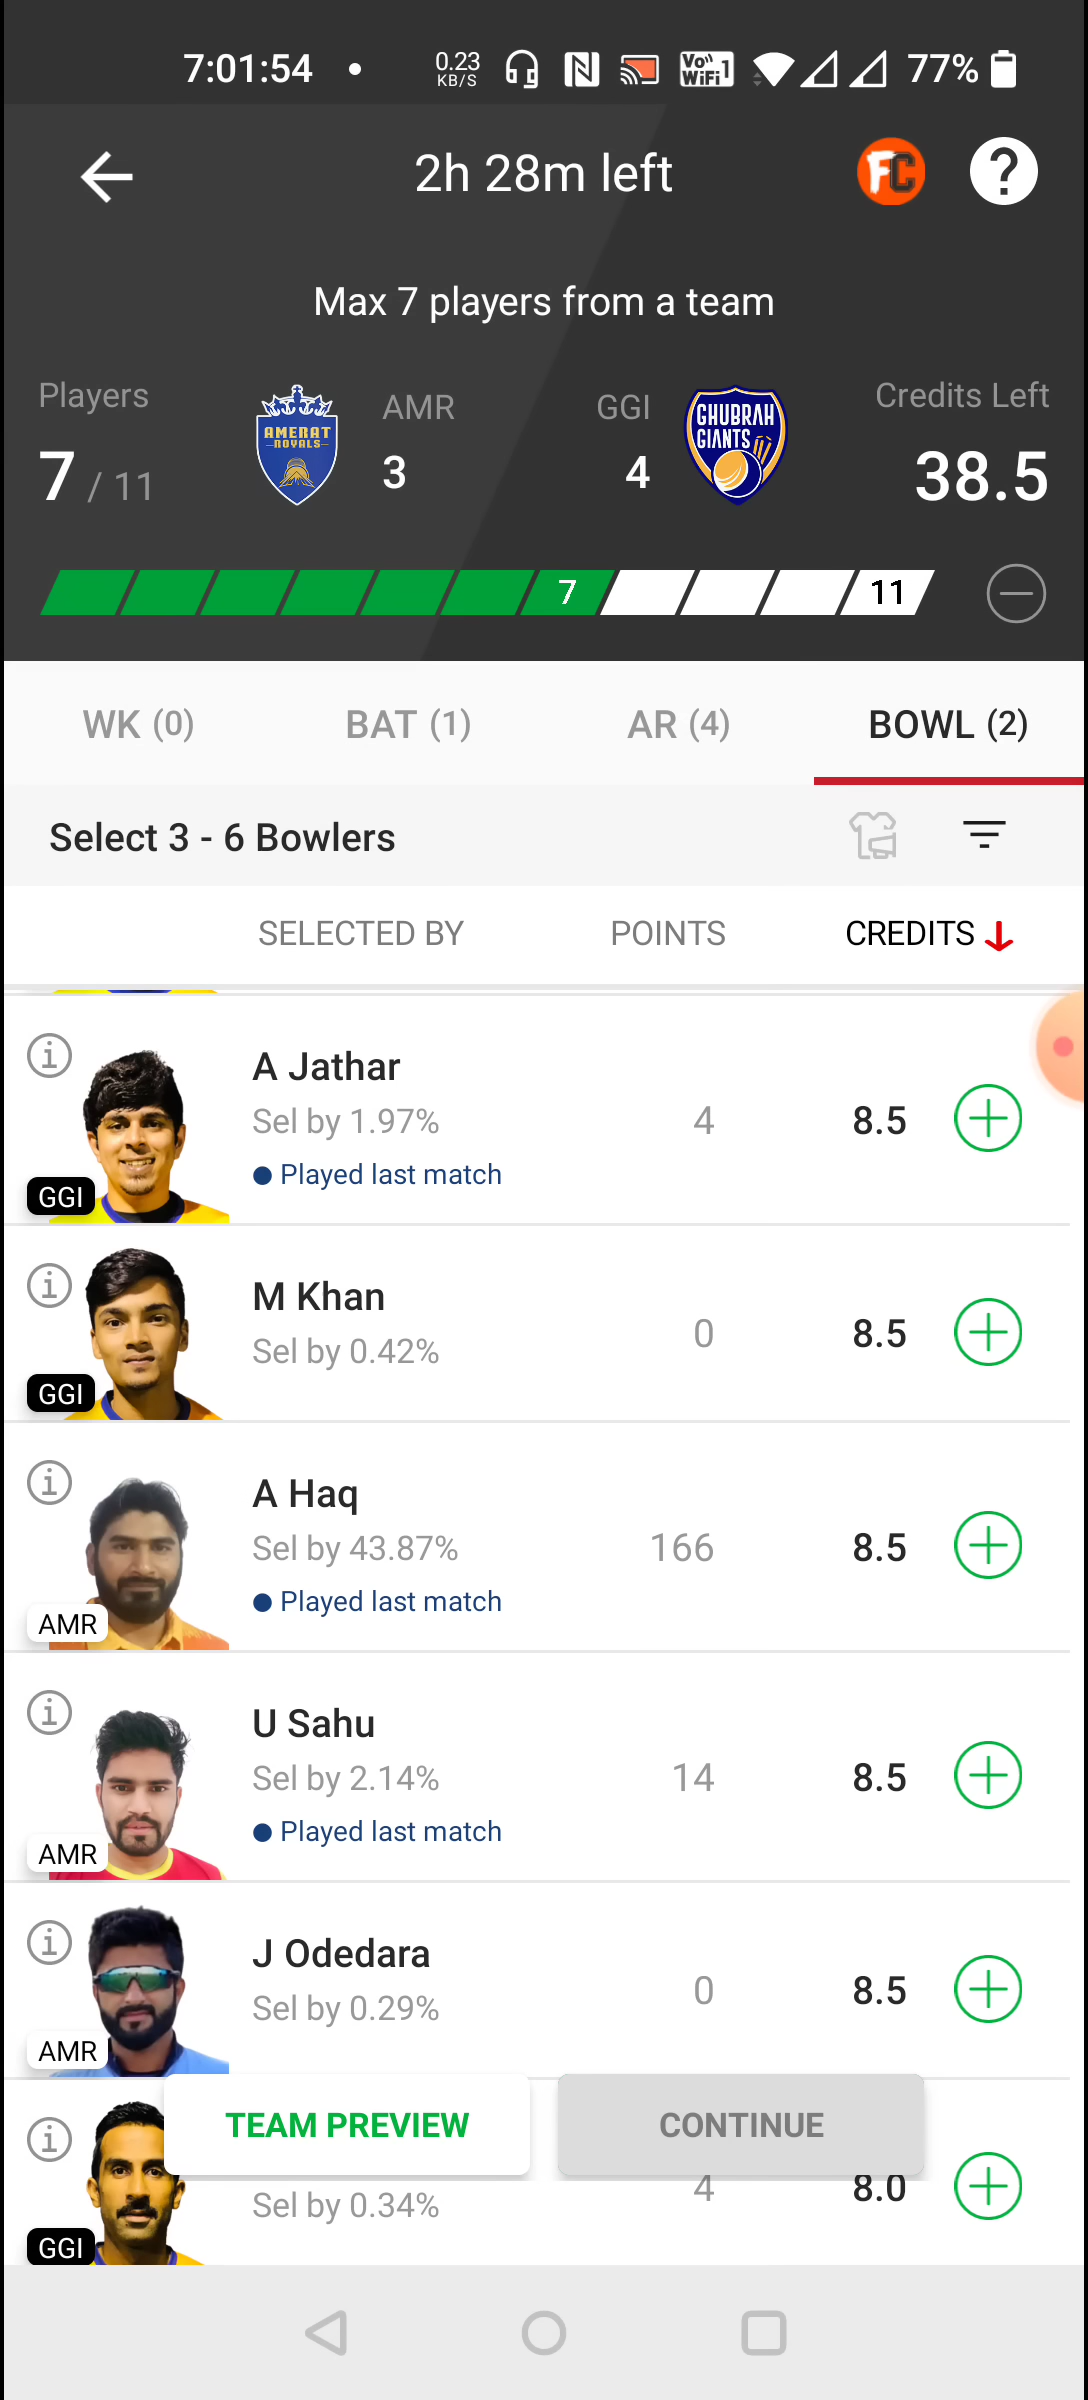 7:01:54
0.23
KB/S
Vo))
WiFi 1
77%
2h 28m left
FC
?
Max 7 players from a team
Players
7 / 11
AMERAT
ROYALS
AMR
3
GGI
4
GHUBRAH
GIANTS
Credits Left
38.5
7
11
WK (0)
BAT (1)
AR (4)
BOWL (2)
Select 3 - 6 Bowlers
SELECTED BY
POINTS
CREDITS
i
A Jathar
Sel by 1.97%
4
8.5
Played last match
GGI
i
M Khan
Sel by 0.42%
0
8.5
GGI
i
A Haq
Sel by 43.87%
166
8.5
Played last match
AMR
i
U Sahu
Sel by 2.14%
14
8.5
Played last match
AMR
i
J Odedara
Sel by 0.29%
0
8.5
AMR
TEAM PREVIEW
CONTINUE
i
Sel by 0.34%
4
8.0
GGI